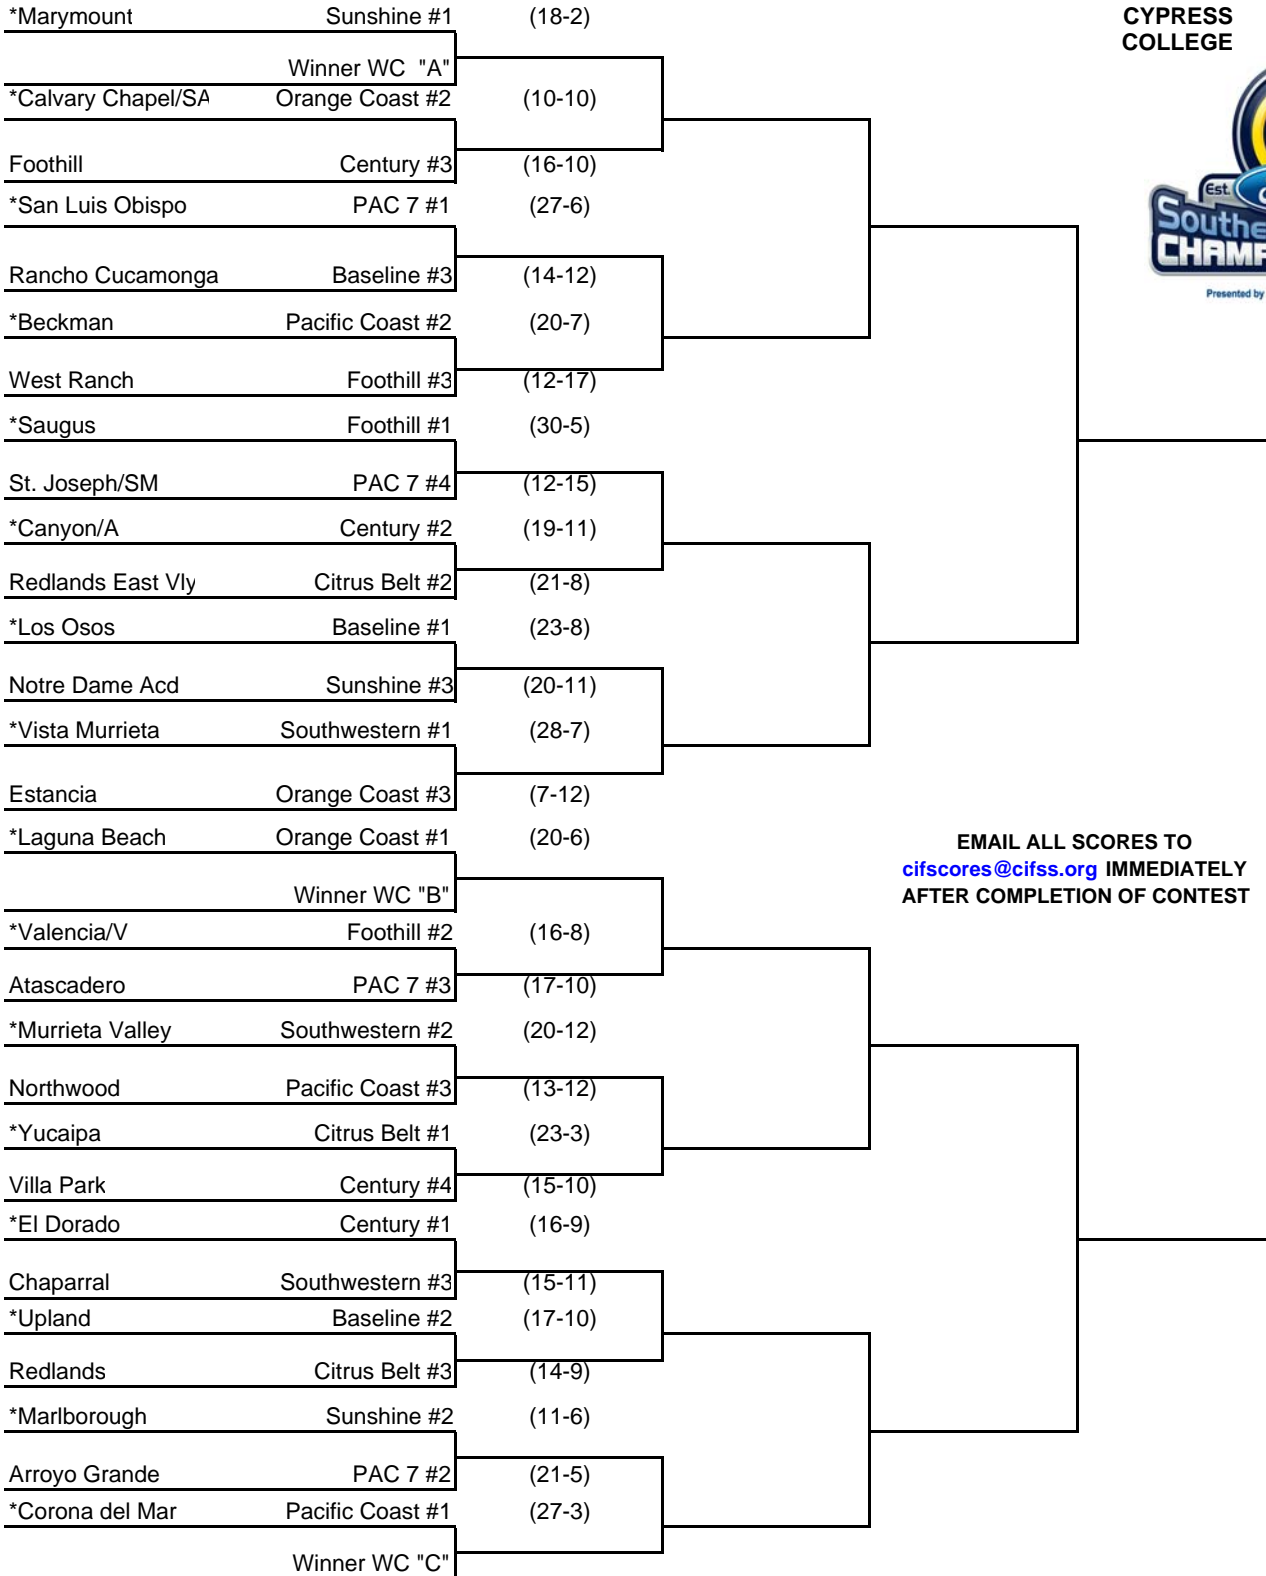 *Marymount Sunshine #1 (18-2)
CYPRESS
COLLEGE
Winner WC "A"
*Calvary Chapel/SA Orange Coast #2 (10-10)
Foothill Century #3 (16-10)
*San Luis Obispo PAC 7 #1 (27-6)
Est.
Southe
CHAMP
Presented by
Rancho Cucamonga Baseline #3 (14-12)
*Beckman Pacific Coast #2 (20-7)
West Ranch Foothill #3 (12-17)
*Saugus Foothill #1 (30-5)
St. Joseph/SM PAC 7 #4 (12-15)
*Canyon/A Century #2 (19-11)
Redlands East Vly Citrus Belt #2 (21-8)
*Los Osos Baseline #1 (23-8)
Notre Dame Acd Sunshine #3 (20-11)
*Vista Murrieta Southwestern #1 (28-7)
Estancia Orange Coast #3 (7-12)
*Laguna Beach Orange Coast #1 (20-6)
EMAIL ALL SCORES TO
cifscores@cifss.org IMMEDIATELY
AFTER COMPLETION OF CONTEST
Winner WC "B"
*Valencia/V Foothill #2 (16-8)
Atascadero PAC 7 #3 (17-10)
*Murrieta Valley Southwestern #2 (20-12)
Northwood Pacific Coast #3 (13-12)
*Yucaipa Citrus Belt #1 (23-3)
Villa Park Century #4 (15-10)
*El Dorado Century #1 (16-9)
Chaparral Southwestern #3 (15-11)
*Upland Baseline #2 (17-10)
Redlands Citrus Belt #3 (14-9)
*Marlborough Sunshine #2 (11-6)
Arroyo Grande PAC 7 #2 (21-5)
*Corona del Mar Pacific Coast #1 (27-3)
Winner WC "C"